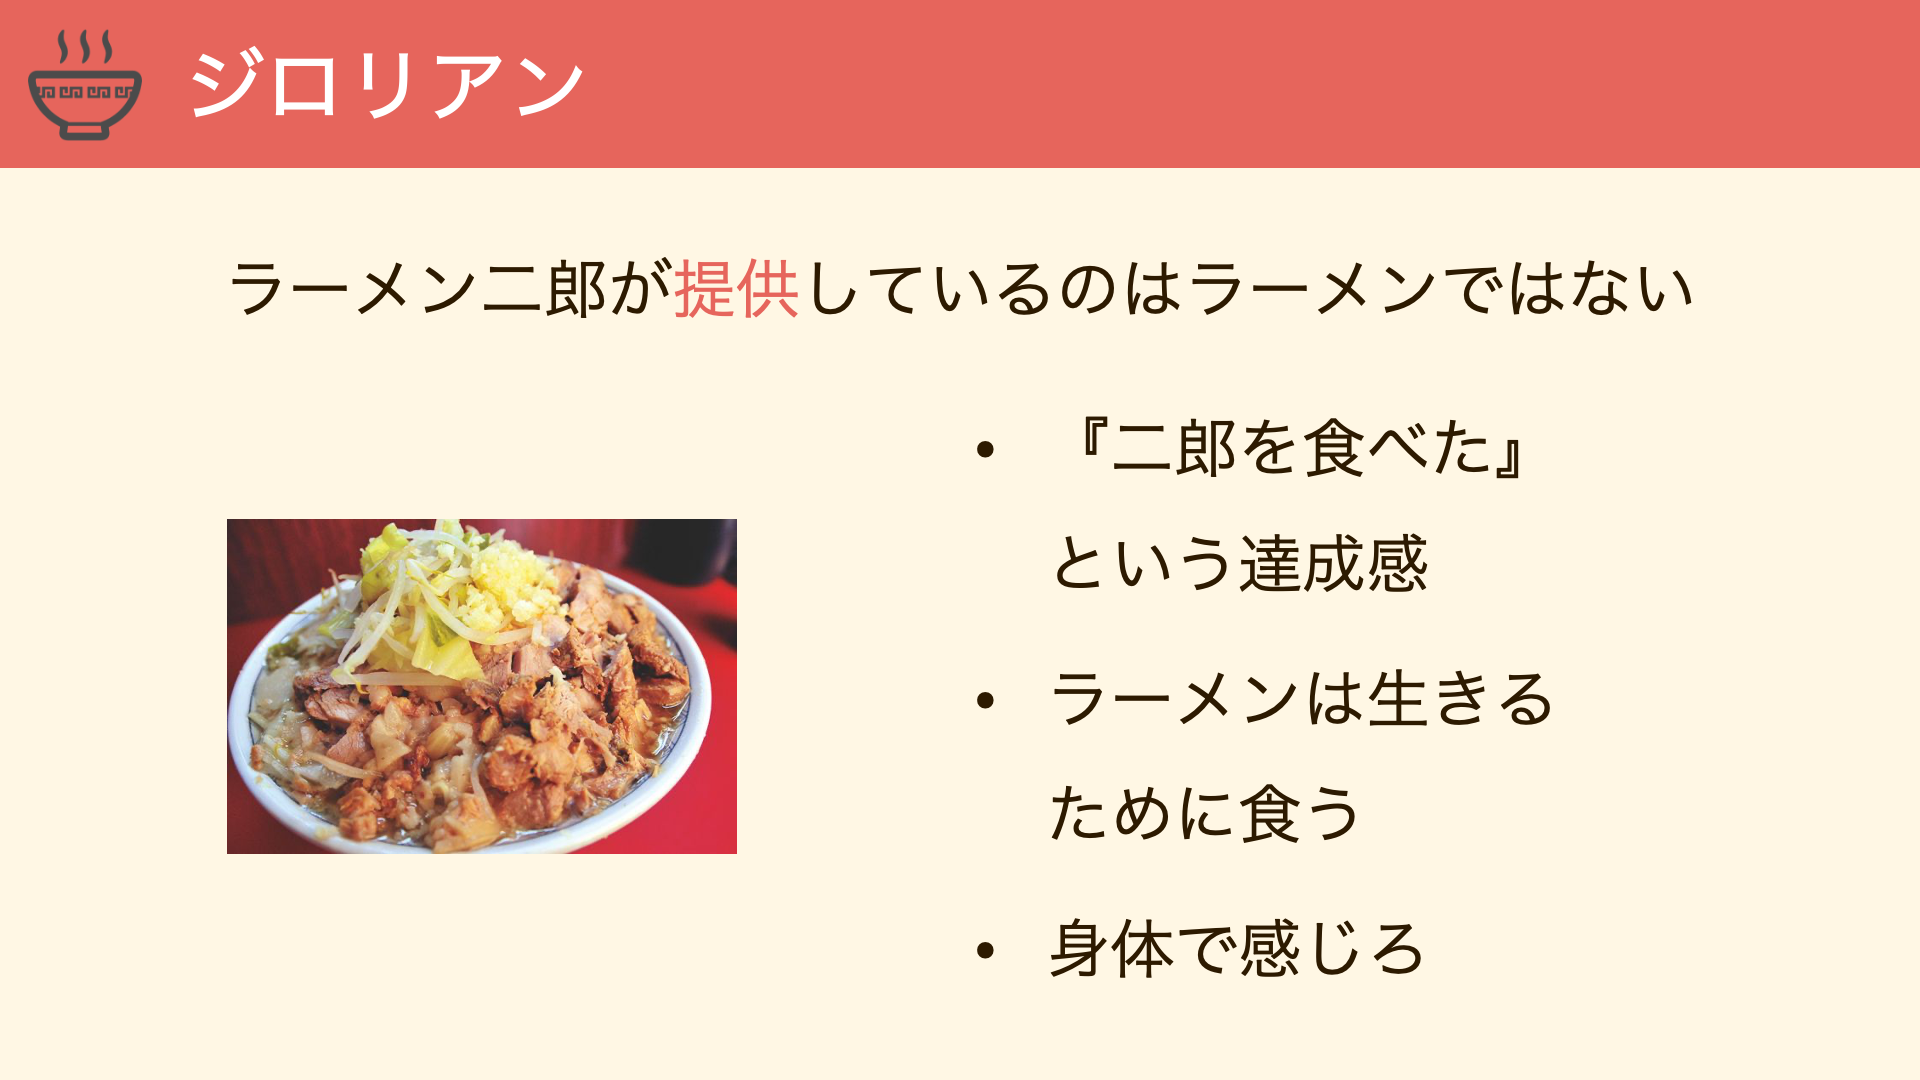 ジロリアン
ラーメン二郎が提供しているのはラーメンではない
• 『二郎を食べた』
という達成感
• ラーメンは生きる
ために食う
• 身体で感じろ